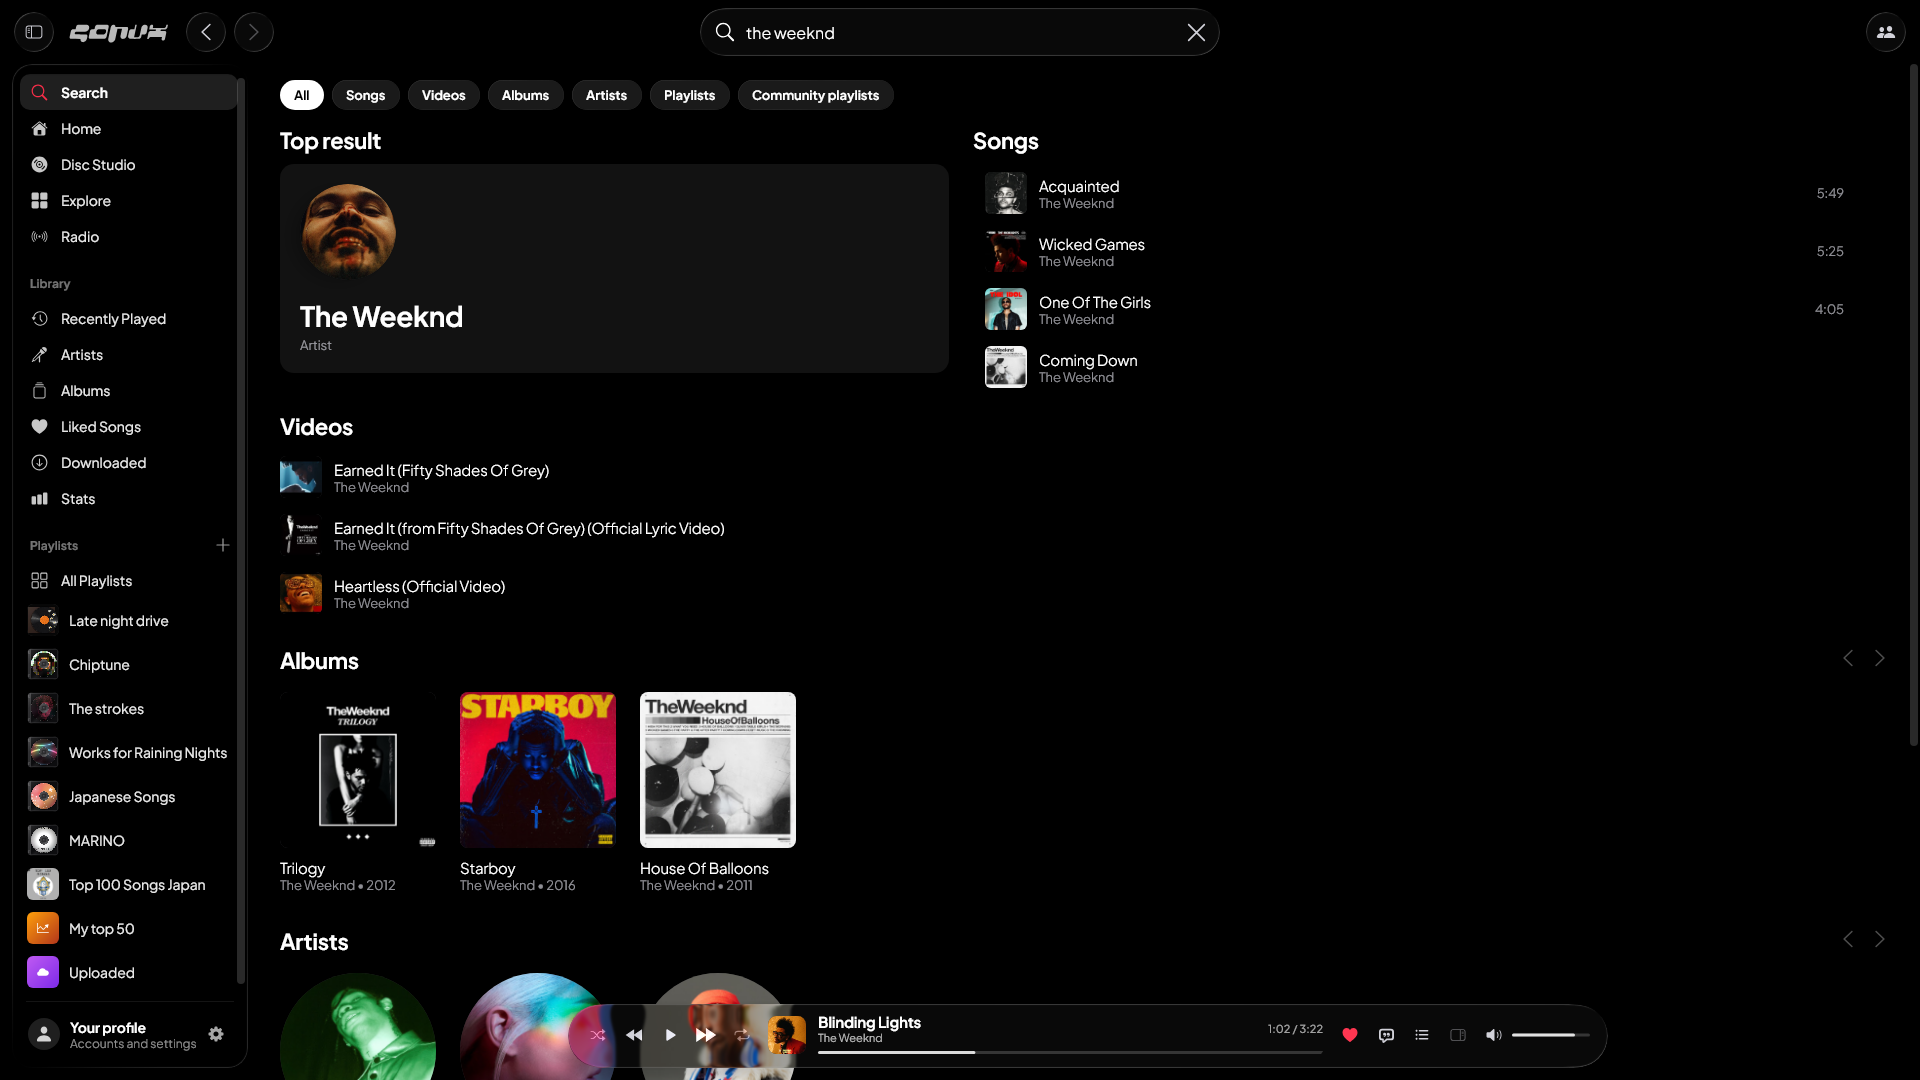 the weeknd
Search
Home
Disc Studio
Explore
Radio
Library
Recently Played
Artists
Albums
Liked Songs
Downloaded
Stats
Playlists
All Playlists
Late night drive
Chiptune
The strokes
Works for Raining Nights
Japanese Songs
MARINO
Top 100 Songs Japan
My top 50
Uploaded
Your profile
Accounts and settings
All Songs Videos Albums Artists Playlists Community playlists
Top result
The Weeknd
Artist
Songs
Acquainted
The Weeknd
5:49
Wicked Games
The Weeknd
5:25
One Of The Girls
The Weeknd
4:05
Coming Down
The Weeknd
Videos
Earned It (Fifty Shades Of Grey)
The Weeknd
Earned It (from Fifty Shades Of Grey) (Official Lyric Video)
The Weeknd
Heartless (Official Video)
The Weeknd
Albums
TheWeeknd
TRILOGY
Trilogy
The Weeknd • 2012
STARBOY
Starboy
The Weeknd • 2016
TheWeeknd
HouseOfBalloons
House Of Balloons
The Weeknd • 2011
Artists
Blinding Lights
The Weeknd
1:02 / 3:22